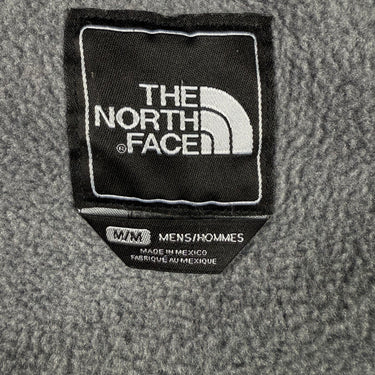 THE
NORTH
®FACE
M/M MENS/HOMMES
MADE IN MEXICO
FABRIQUÉ AU MEXIQUE